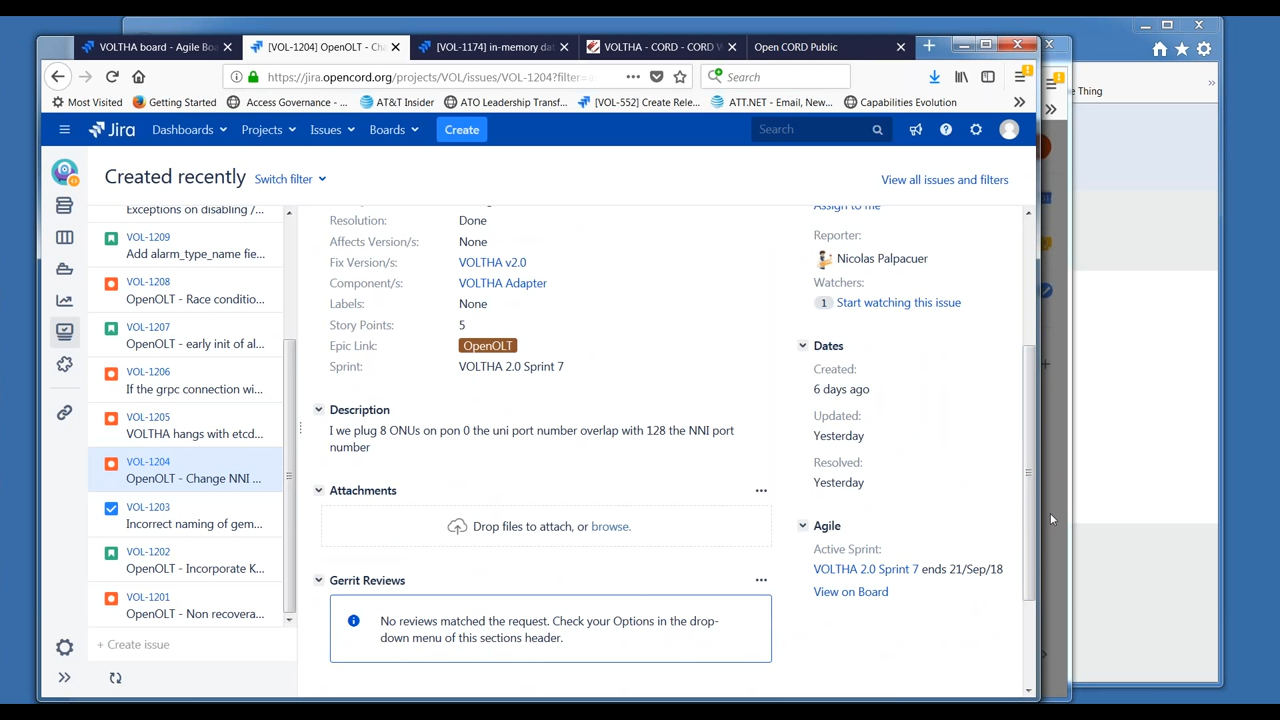 VOLTHA board - Agile Boa
[VOL-1204] OpenOLT - Cha
[VOL-1174] in-memory dat
VOLTHA - CORD - CORD W
Open CORD Public
https://jira.opencord.org/projects/VOL/issues/VOL-1204?filter=a
Search
Most Visited
Getting Started
Access Governance - ...
AT&T Insider
ATO Leadership Transf...
[VOL-552] Create Rele...
ATT.NET - Email, New...
Capabilities Evolution
e Thing
Jira
Dashboards
Projects
Issues
Boards
Create
Search
Created recently
Switch filter
View all issues and filters
Exceptions on disabling /...
VOL-1209
Add alarm_type_name fie...
VOL-1208
OpenOLT - Race conditio...
VOL-1207
OpenOLT - early init of al...
VOL-1206
If the grpc connection wi...
VOL-1205
VOLTHA hangs with etcd...
VOL-1204
OpenOLT - Change NNI ...
VOL-1203
Incorrect naming of gem...
VOL-1202
OpenOLT - Incorporate K...
VOL-1201
OpenOLT - Non recovera...
+ Create issue
Resolution: Done
Affects Version/s: None
Fix Version/s: VOLTHA v2.0
Component/s: VOLTHA Adapter
Labels: None
Story Points: 5
Epic Link: OpenOLT
Sprint: VOLTHA 2.0 Sprint 7
Description
I we plug 8 ONUs on pon 0 the uni port number overlap with 128 the NNI port
number
Attachments
Drop files to attach, or browse.
Gerrit Reviews
No reviews matched the request. Check your Options in the drop-
down menu of this sections header.
Assign to me
Reporter:
Nicolas Palpacuer
Watchers:
1 Start watching this issue
Dates
Created:
6 days ago
Updated:
Yesterday
Resolved:
Yesterday
Agile
Active Sprint:
VOLTHA 2.0 Sprint 7 ends 21/Sep/18
View on Board